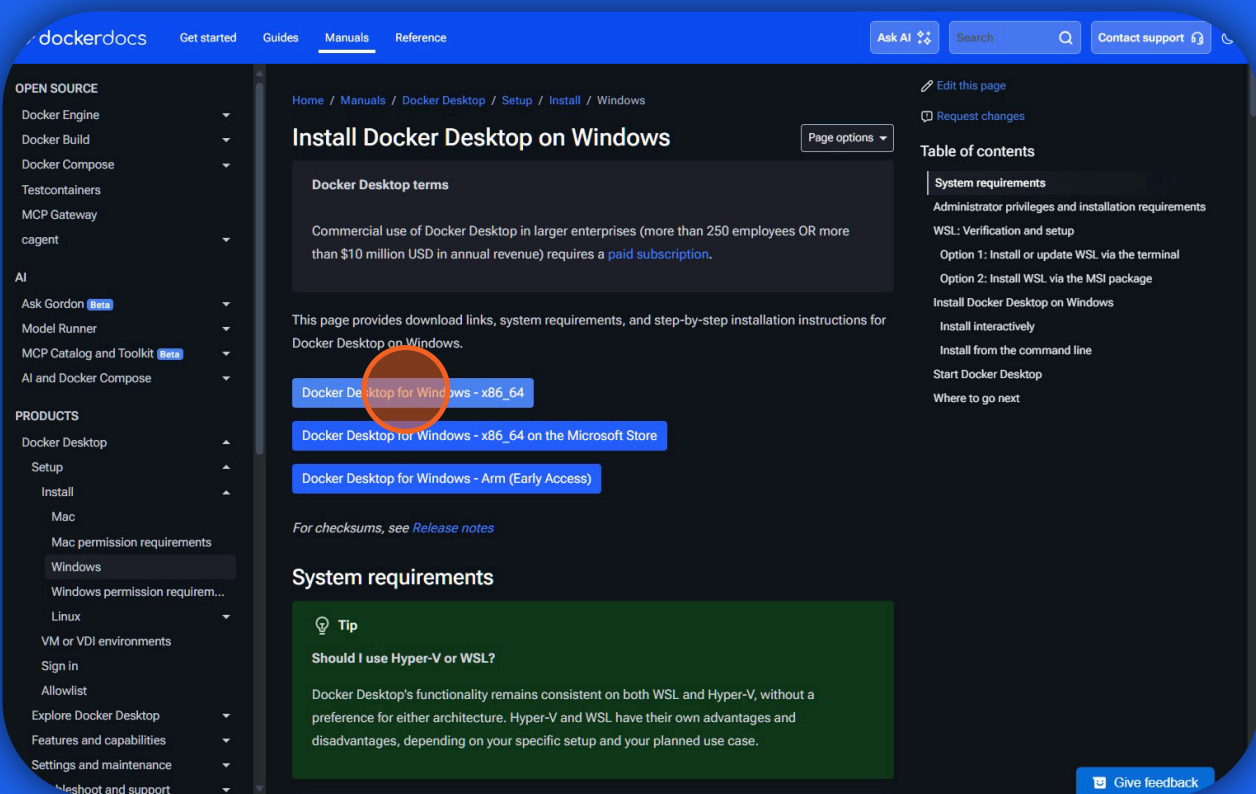 dockerdocs
Get started
Guides
Manuals
Reference
Ask AI
Search
Contact support
OPEN SOURCE
Docker Engine
Docker Build
Docker Compose
Testcontainers
MCP Gateway
cagent
AI
Ask Gordon Beta
Model Runner
MCP Catalog and Toolkit Beta
AI and Docker Compose
PRODUCTS
Docker Desktop
Setup
Install
Mac
Mac permission requirements
Windows
Windows permission requirem...
Linux
VM or VDI environments
Sign in
Allowlist
Explore Docker Desktop
Features and capabilities
Settings and maintenance
and support
Home / Manuals / Docker Desktop / Setup / Install / Windows
Install Docker Desktop on Windows
Page options
Docker Desktop terms
Commercial use of Docker Desktop in larger enterprises (more than 250 employees OR more
than $10 million USD in annual revenue) requires a paid subscription.
This page provides download links, system requirements, and step-by-step installation instructions for
Docker Desktop on Windows.
Docker Desktop for Windows - x86_64
Docker Desktop for Windows - x86_64 on the Microsoft Store
Docker Desktop for Windows - Arm (Early Access)
For checksums, see Release notes
System requirements
Tip
Should I use Hyper-V or WSL?
Docker Desktop's functionality remains consistent on both WSL and Hyper-V, without a
preference for either architecture. Hyper-V and WSL have their own advantages and
disadvantages, depending on your specific setup and your planned use case.
Edit this page
Request changes
Table of contents
System requirements
Administrator privileges and installation requirements
WSL: Verification and setup
Option 1: Install or update WSL via the terminal
Option 2: Install WSL via the MSI package
Install Docker Desktop on Windows
Install interactively
Install from the command line
Start Docker Desktop
Where to go next
Give feedback